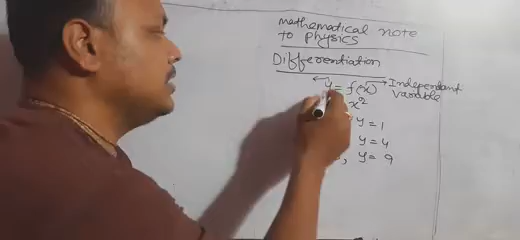 mathematical note
to Physics
Differentiation
y = f(x) → Independent
variable
x²
y = 1
y = 4
, y = 9